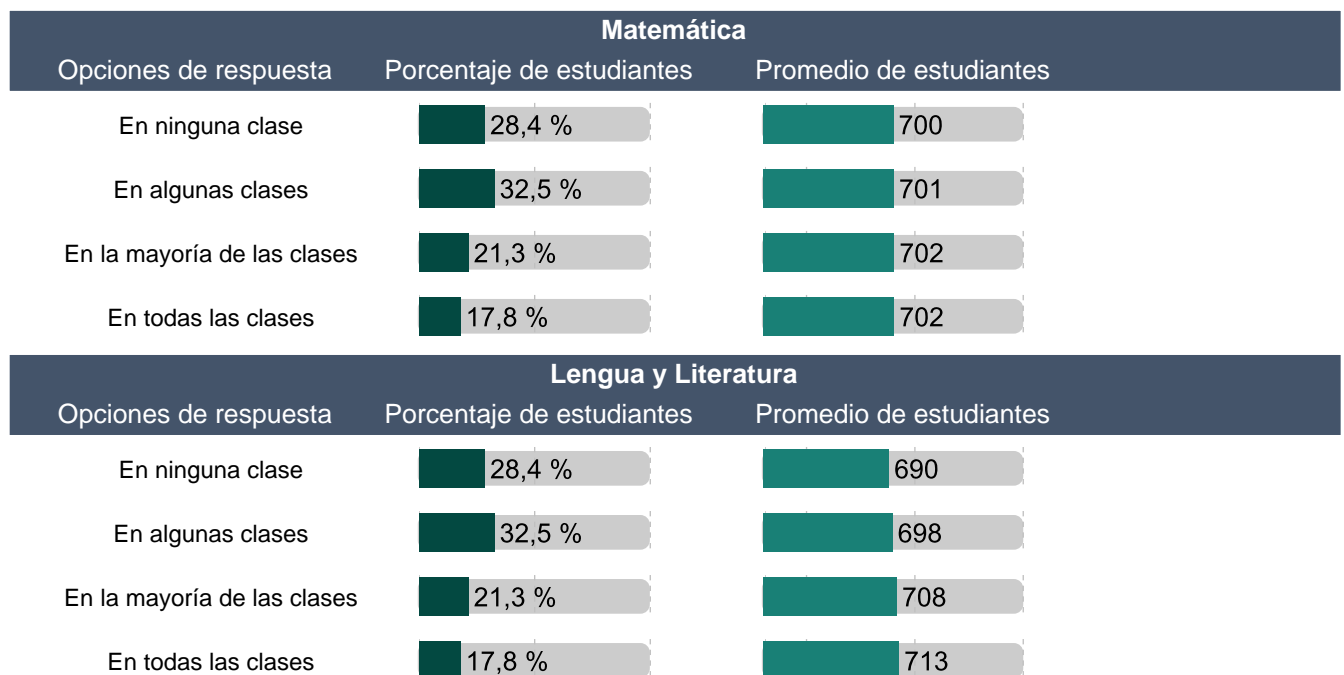 Matemática
Opciones de respuesta Porcentaje de estudiantes Promedio de estudiantes
En ninguna clase 28,4 % 700
En algunas clases 32,5 % 701
En la mayoría de las clases 21,3 % 702
En todas las clases 17,8 % 702
Lengua y Literatura
Opciones de respuesta Porcentaje de estudiantes Promedio de estudiantes
En ninguna clase 28,4 % 690
En algunas clases 32,5 % 698
En la mayoría de las clases 21,3 % 708
En todas las clases 17,8 % 713